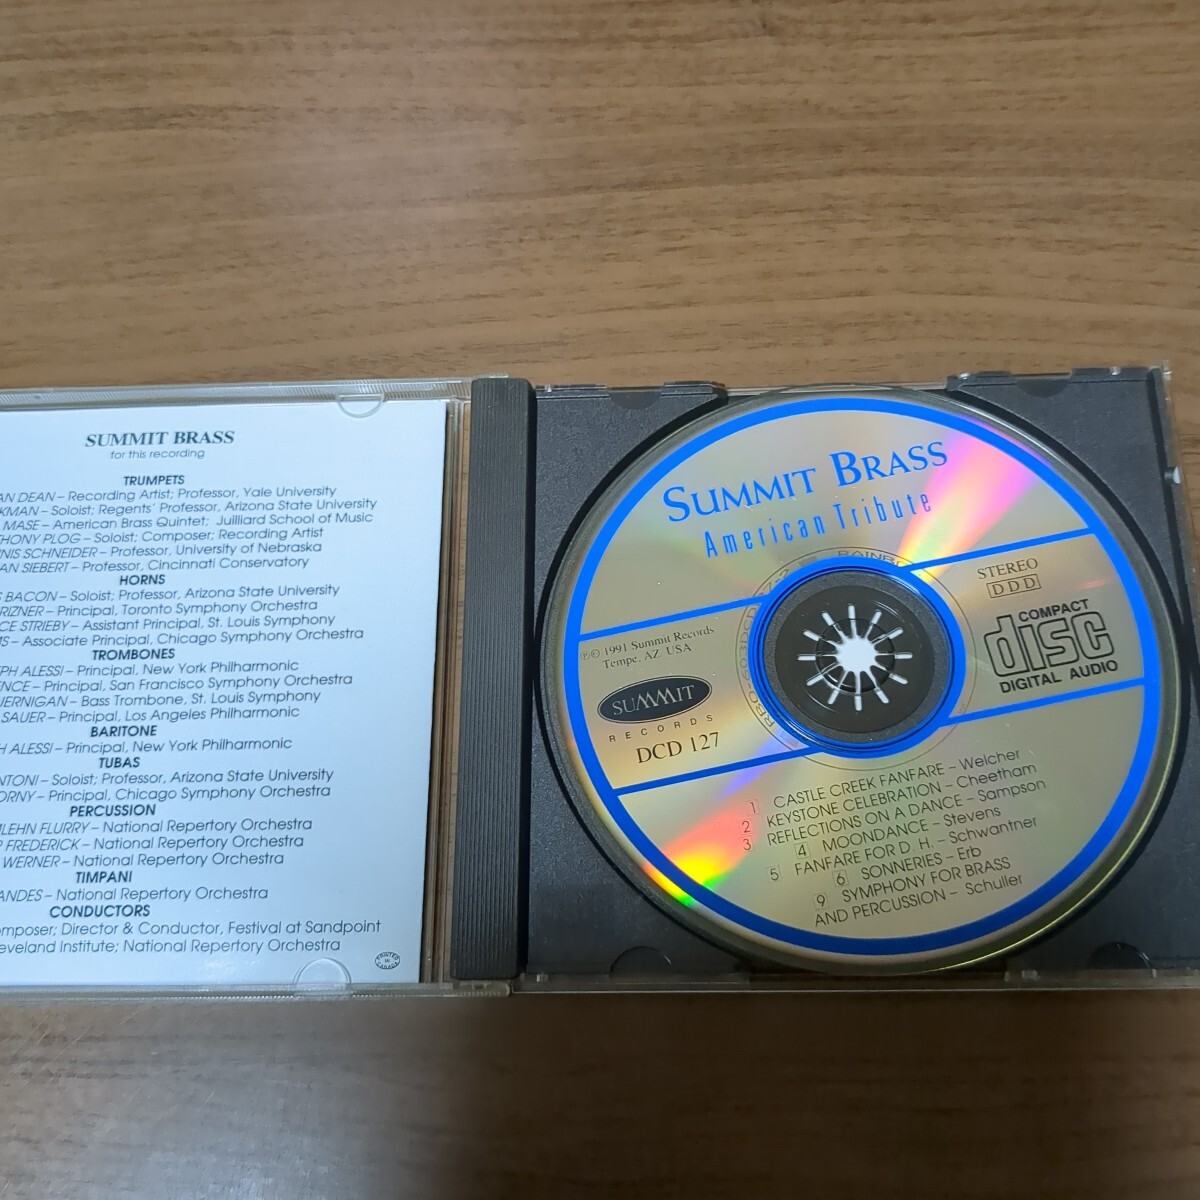 SUMMIT BRASS
for this recording
TRUMPETS
AN DEAN – Recording Artist; Professor, Yale University
KMAN – Soloist; Regents' Professor, Arizona State University
MASE – American Brass Quintet; Juilliard School of Music
THONY PLOG – Soloist; Composer; Recording Artist
NIS SCHNEIDER – Professor, University of Nebraska
AN SIEBERT – Professor, Cincinnati Conservatory
HORNS
S BACON – Soloist; Professor, Arizona State University
RIZNER – Principal, Toronto Symphony Orchestra
CE STRIEBY – Assistant Principal, St. Louis Symphony
MS – Associate Principal, Chicago Symphony Orchestra
TROMBONES
PH ALESSI – Principal, New York Philharmonic
ENCE – Principal, San Francisco Symphony Orchestra
JERNIGAN – Bass Trombone, St. Louis Symphony
SAUER – Principal, Los Angeles Philharmonic
BARITONE
H ALESSI – Principal, New York Philharmonic
TUBAS
NTONI – Soloist; Professor, Arizona State University
ORNY – Principal, Chicago Symphony Orchestra
PERCUSSION
LEHN FLURRY – National Repertory Orchestra
P FREDERICK – National Repertory Orchestra
WERNER – National Repertory Orchestra
TIMPANI
ANDES – National Repertory Orchestra
CONDUCTORS
mposer; Director & Conductor, Festival at Sandpoint
leveland Institute; National Repertory Orchestra
PRINTED IN CANADA
SUMMIT BRASS
American Tribute
STEREO
DDD
COMPACT
disc
DIGITAL AUDIO
℗© 1991 Summit Records
Tempe, AZ USA
SUMMIT
RECORDS
DCD 127
1 CASTLE CREEK FANFARE – Welcher
2 KEYSTONE CELEBRATION – Cheetham
3 REFLECTIONS ON A DANCE – Sampson
4 MOONDANCE – Stevens
5 FANFARE FOR D. H. – Schwantner
6 SONNERIES – Erb
9 SYMPHONY FOR BRASS
AND PERCUSSION – Schuller